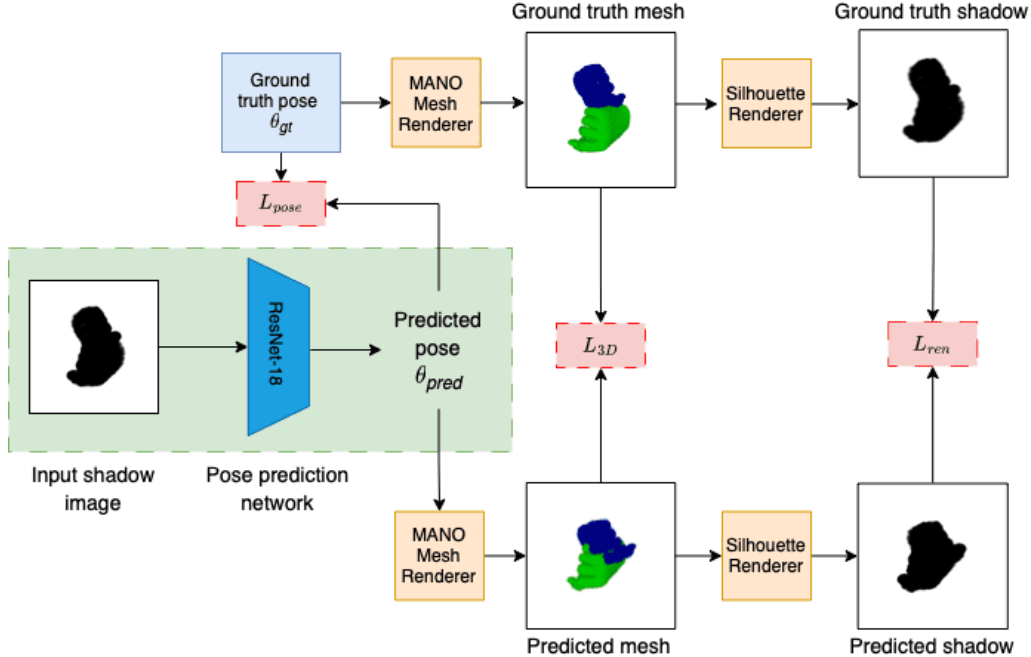 Ground truth mesh
Ground truth shadow
Ground
truth pose
θgt
MANO
Mesh
Renderer
Silhouette
Renderer
Lpose
ResNet-18
Predicted
pose
θpred
L3D
Lren
Input shadow
image
Pose prediction
network
MANO
Mesh
Renderer
Silhouette
Renderer
Predicted mesh
Predicted shadow